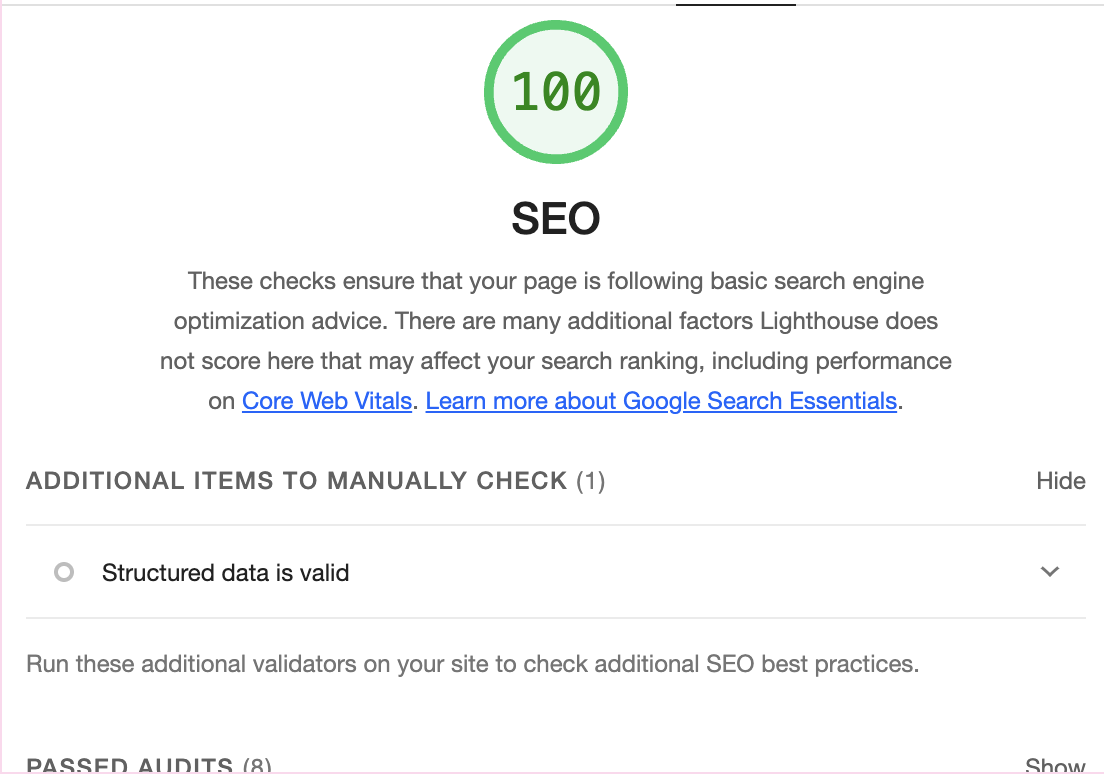 100
SEO
These checks ensure that your page is following basic search engine
optimization advice. There are many additional factors Lighthouse does
not score here that may affect your search ranking, including performance
on Core Web Vitals. Learn more about Google Search Essentials.
ADDITIONAL ITEMS TO MANUALLY CHECK (1) Hide
Structured data is valid
Run these additional validators on your site to check additional SEO best practices.
PASSED AUDITS (8) Show